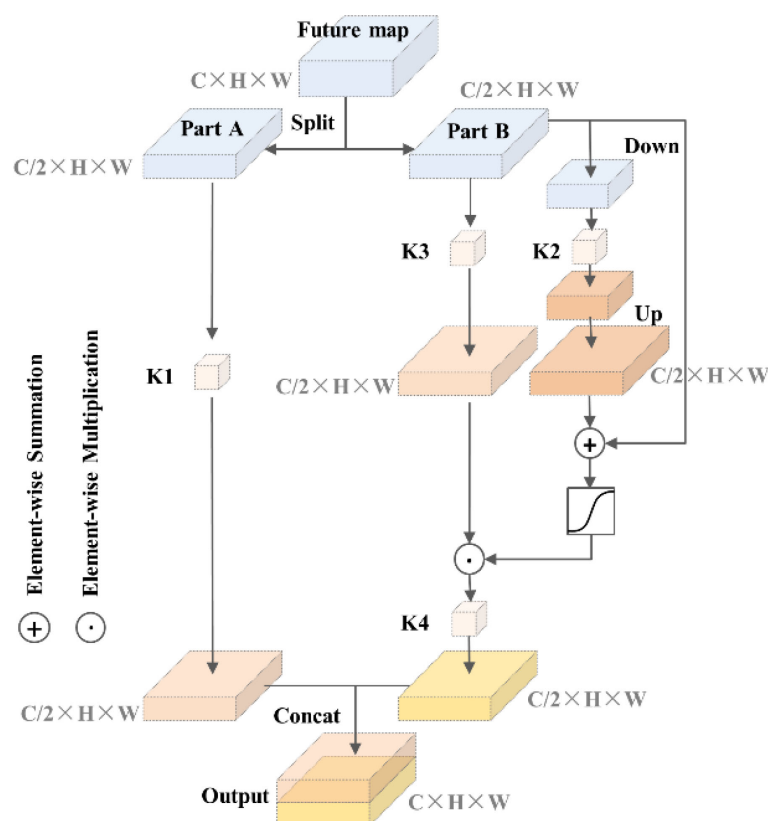 Future map
C×H×W
C/2×H×W
Part A
Split
Part B
Down
C/2×H×W
K3
K2
Up
K1
C/2×H×W
C/2×H×W
Element-wise Summation
Element-wise Multiplication
K4
C/2×H×W
C/2×H×W
Concat
Output
C×H×W